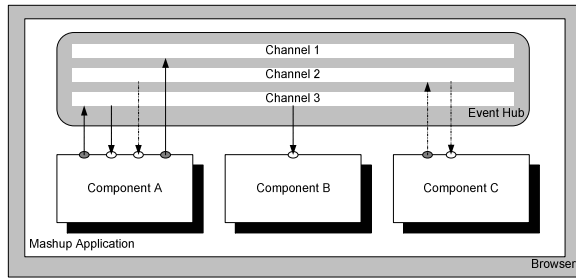 Channel 1
Channel 2
Channel 3
Event Hub
Component A
Component B
Component C
Mashup Application
Browser